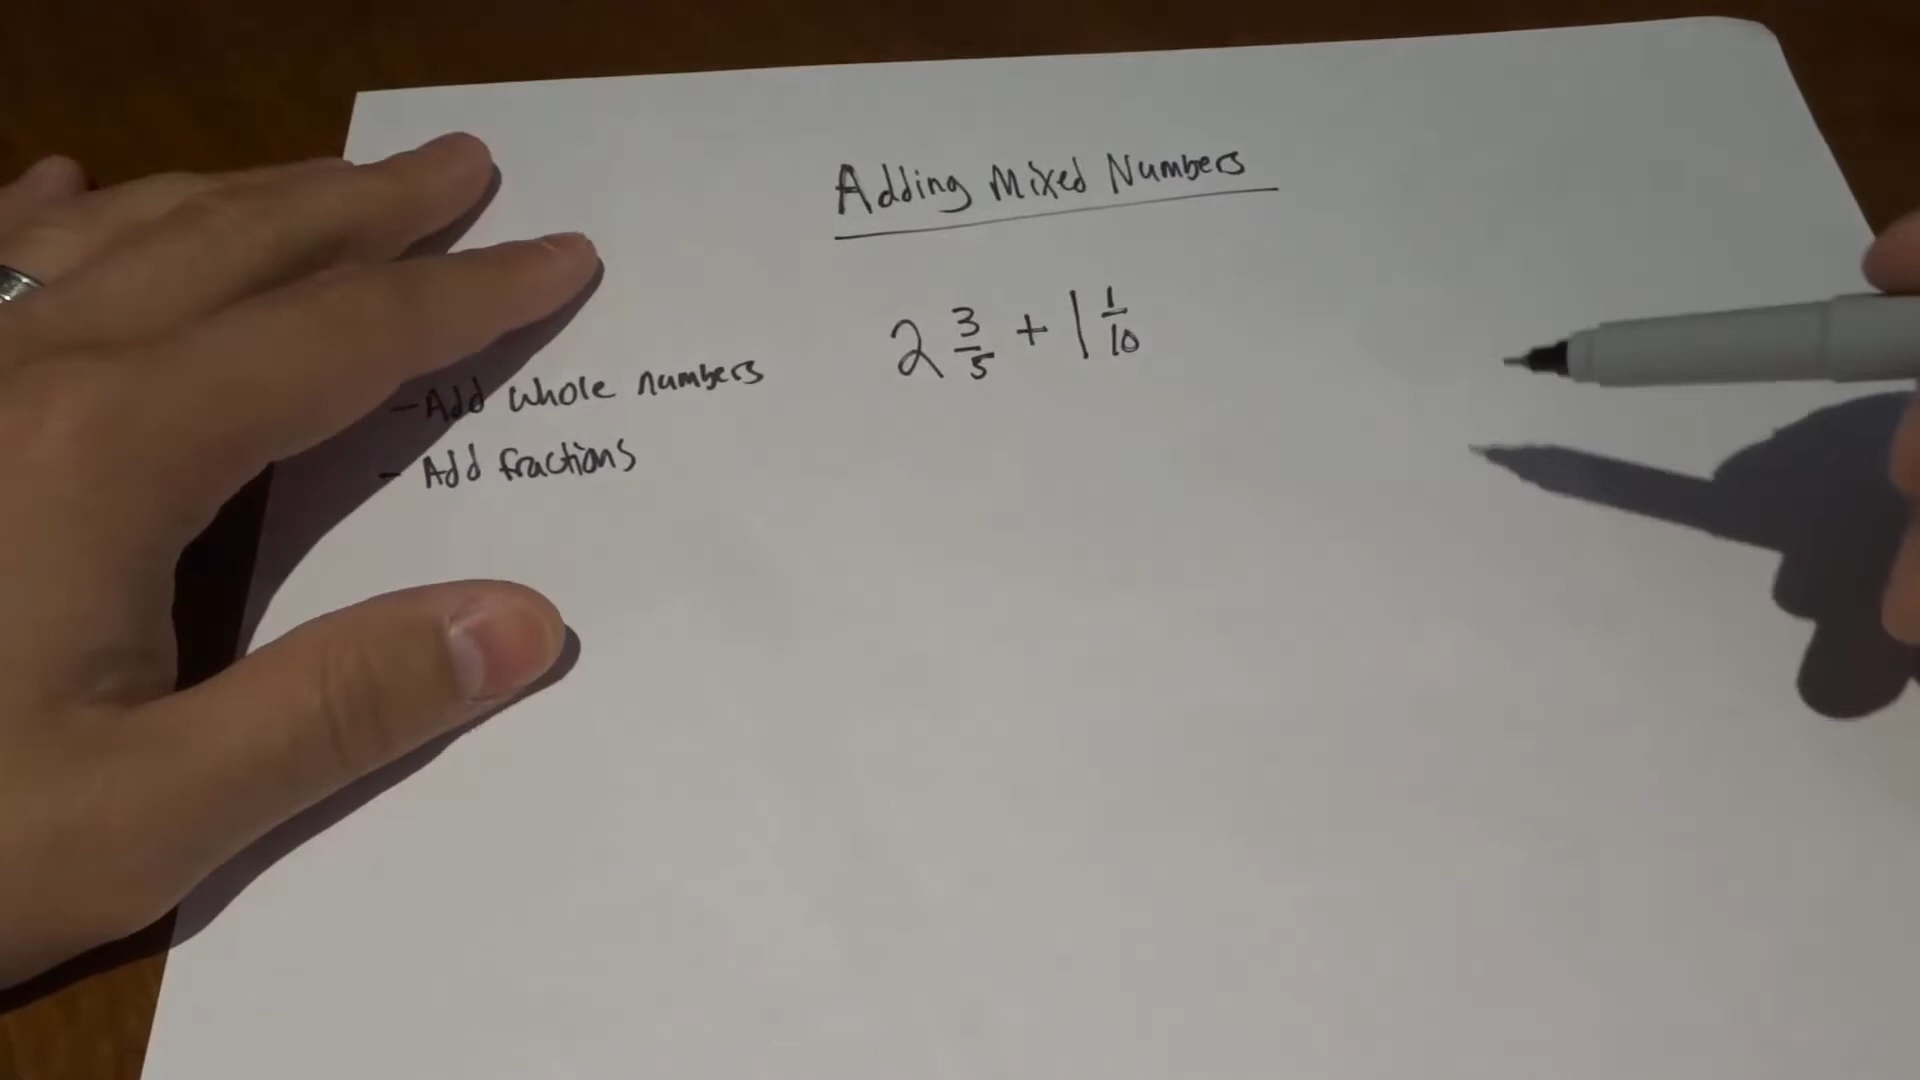 Adding Mixed Numbers
2 3/5 + 1 1/10
- Add whole numbers
- Add fractions